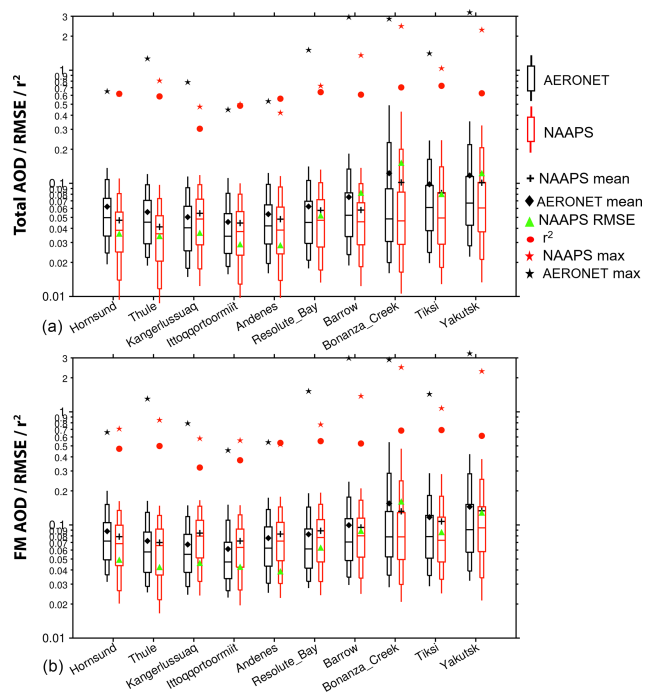 Total AOD / RMSE / r²
3
2
1
0.9
0.8
0.7
0.6
0.5
0.4
0.3
0.2
0.1
0.09
0.08
0.07
0.06
0.05
0.04
0.03
0.02
0.01
(a)
Hornsund
Thule
Kangerlussuaq
Ittoqqortoormiit
Andenes
Resolute_Bay
Barrow
Bonanza_Creek
Tiksi
Yakutsk
AERONET
NAAPS
NAAPS mean
AERONET mean
NAAPS RMSE
r²
NAAPS max
AERONET max
FM AOD / RMSE / r²
3
2
1
0.9
0.8
0.7
0.6
0.5
0.4
0.3
0.2
0.1
0.09
0.08
0.07
0.06
0.05
0.04
0.03
0.02
0.01
(b)
Hornsund
Thule
Kangerlussuaq
Ittoqqortoormiit
Andenes
Resolute_Bay
Barrow
Bonanza_Creek
Tiksi
Yakutsk